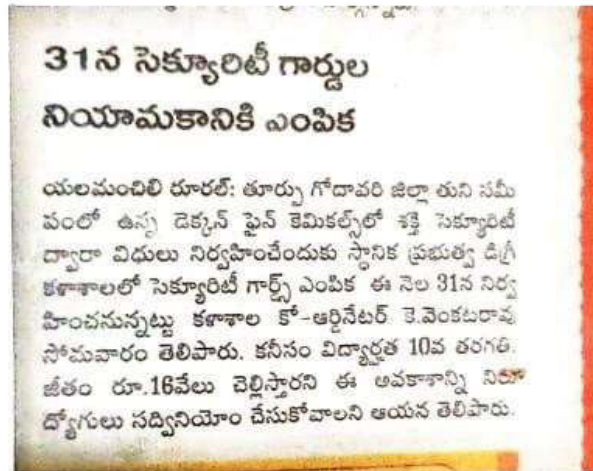 31న సెక్యూరిటీ గార్డుల
నియామకానికి ఎంపిక
యలమంచిలి రూరల్: తూర్పు గోదావరి జిల్లా తుని సమీ
పంలో ఉన్న డెక్కన్ ఫైన్ కెమికల్స్‌లో శక్తి సెక్యూరిటీ
ద్వారా విధులు నిర్వహించేందుకు స్థానిక ప్రభుత్వ డిగ్రీ
కళాశాలలో సెక్యూరిటీ గార్డ్స్ ఎంపిక ఈ నెల 31న నిర్వ
హించనున్నట్టు కళాశాల కో-ఆర్డినేటర్ కె.వెంకటరావు
సోమవారం తెలిపారు. కనీసం విద్యార్హత 10వ తరగతి.
జీతం రూ.16వేలు చెల్లిస్తారని ఈ అవకాశాన్ని నిరూ
ద్యోగులు సద్వినియోం చేసుకోవాలని ఆయన తెలిపారు.